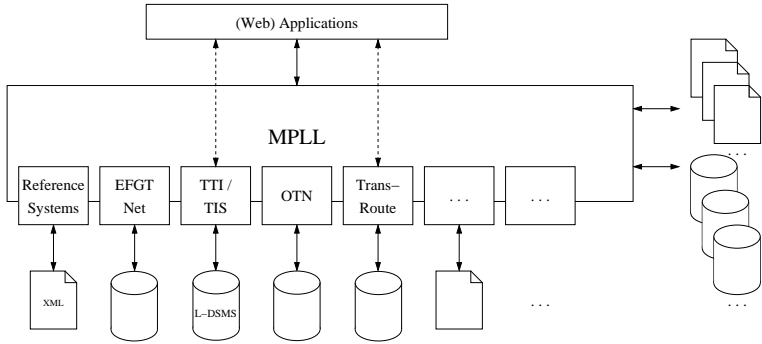 (Web) Applications
MPLL
Reference
Systems
EFGT
Net
TTI /
TIS
OTN
Trans–
Route
. . .
. . .
XML
L–DSMS
. . .
. . .
. . .